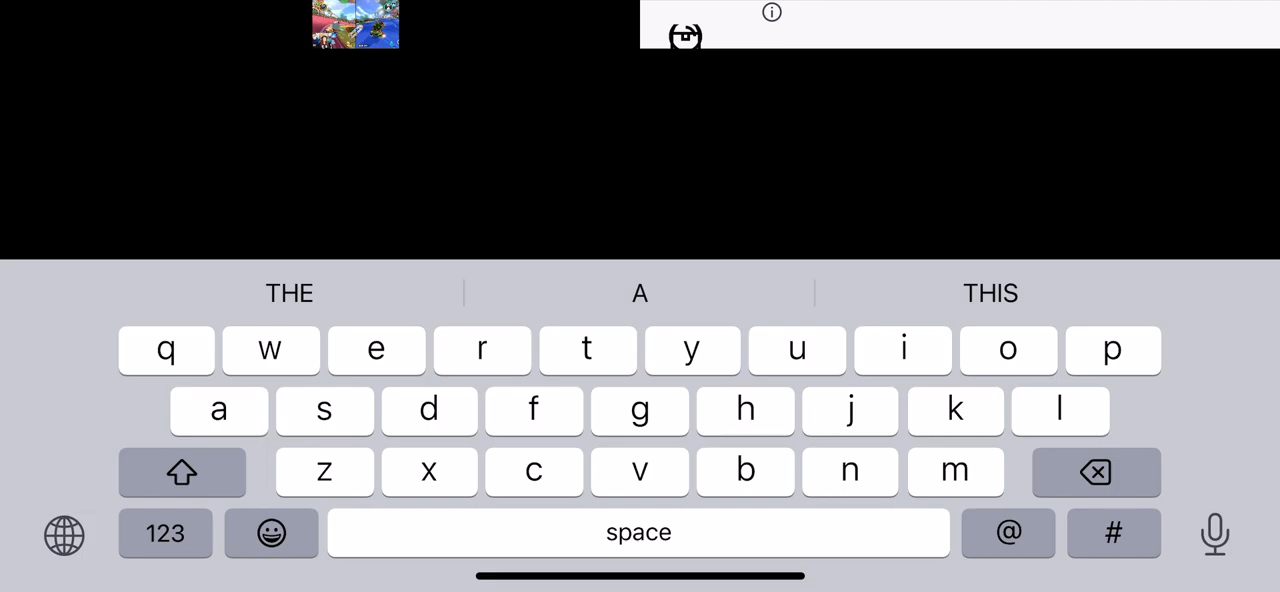 THE A THIS
q w e r t y u i o p
a s d f g h j k l
z x c v b n m
123 space @ #